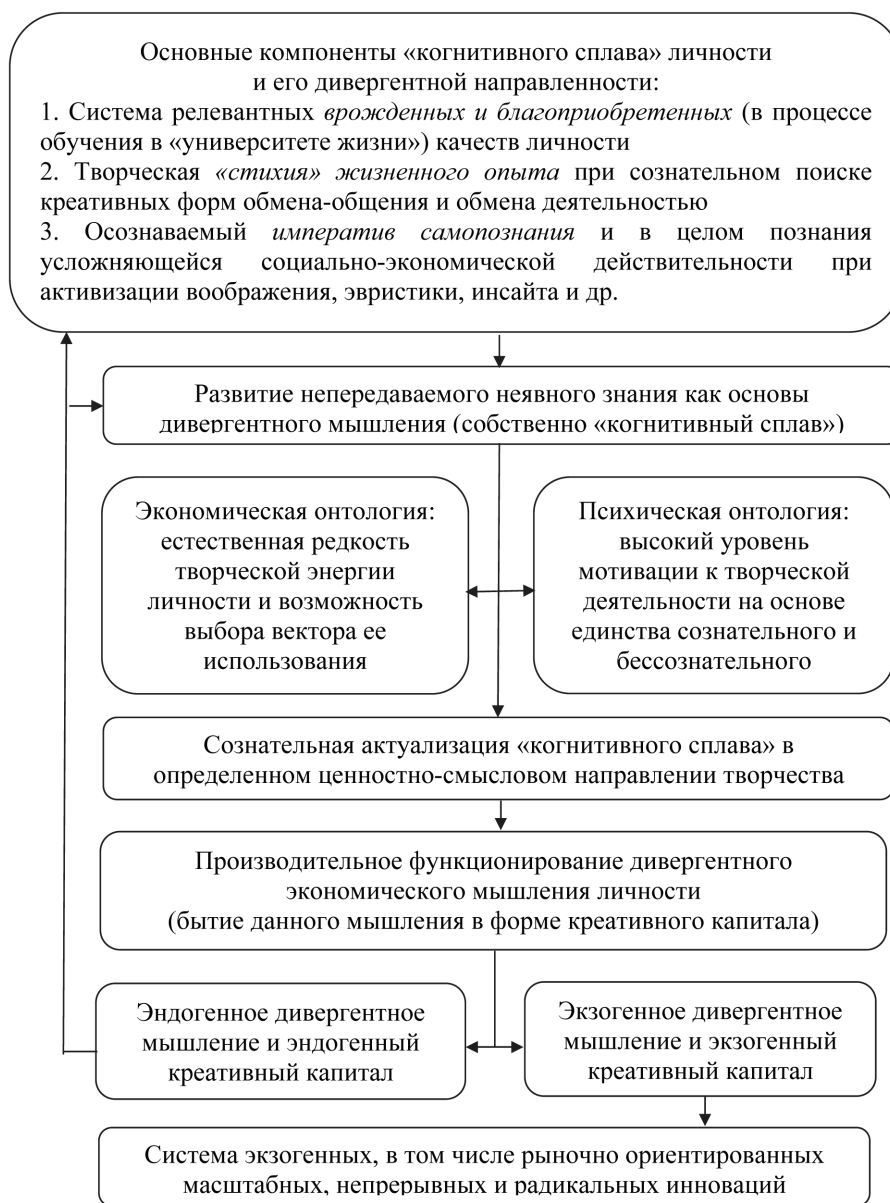 Основные компоненты «когнитивного сплава» личности
и его дивергентной направленности:
1. Система релевантных врожденных и благоприобретенных (в процессе
обучения в «университете жизни») качеств личности
2. Творческая «стихия» жизненного опыта при сознательном поиске
креативных форм обмена-общения и обмена деятельностью
3. Осознаваемый императив самопознания и в целом познания
усложняющейся социально-экономической действительности при
активизации воображения, эвристики, инсайта и др.
Развитие непередаваемого неявного знания как основы
дивергентного мышления (собственно «когнитивный сплав»)
Экономическая онтология:
естественная редкость
творческой энергии
личности и возможность
выбора вектора ее
использования
Психическая онтология:
высокий уровень
мотивации к творческой
деятельности на основе
единства сознательного и
бессознательного
Сознательная актуализация «когнитивного сплава» в
определенном ценностно-смысловом направлении творчества
Производительное функционирование дивергентного
экономического мышления личности
(бытие данного мышления в форме креативного капитала)
Эндогенное дивергентное
мышление и эндогенный
креативный капитал
Экзогенное дивергентное
мышление и экзогенный
креативный капитал
Система экзогенных, в том числе рыночно ориентированных
масштабных, непрерывных и радикальных инноваций